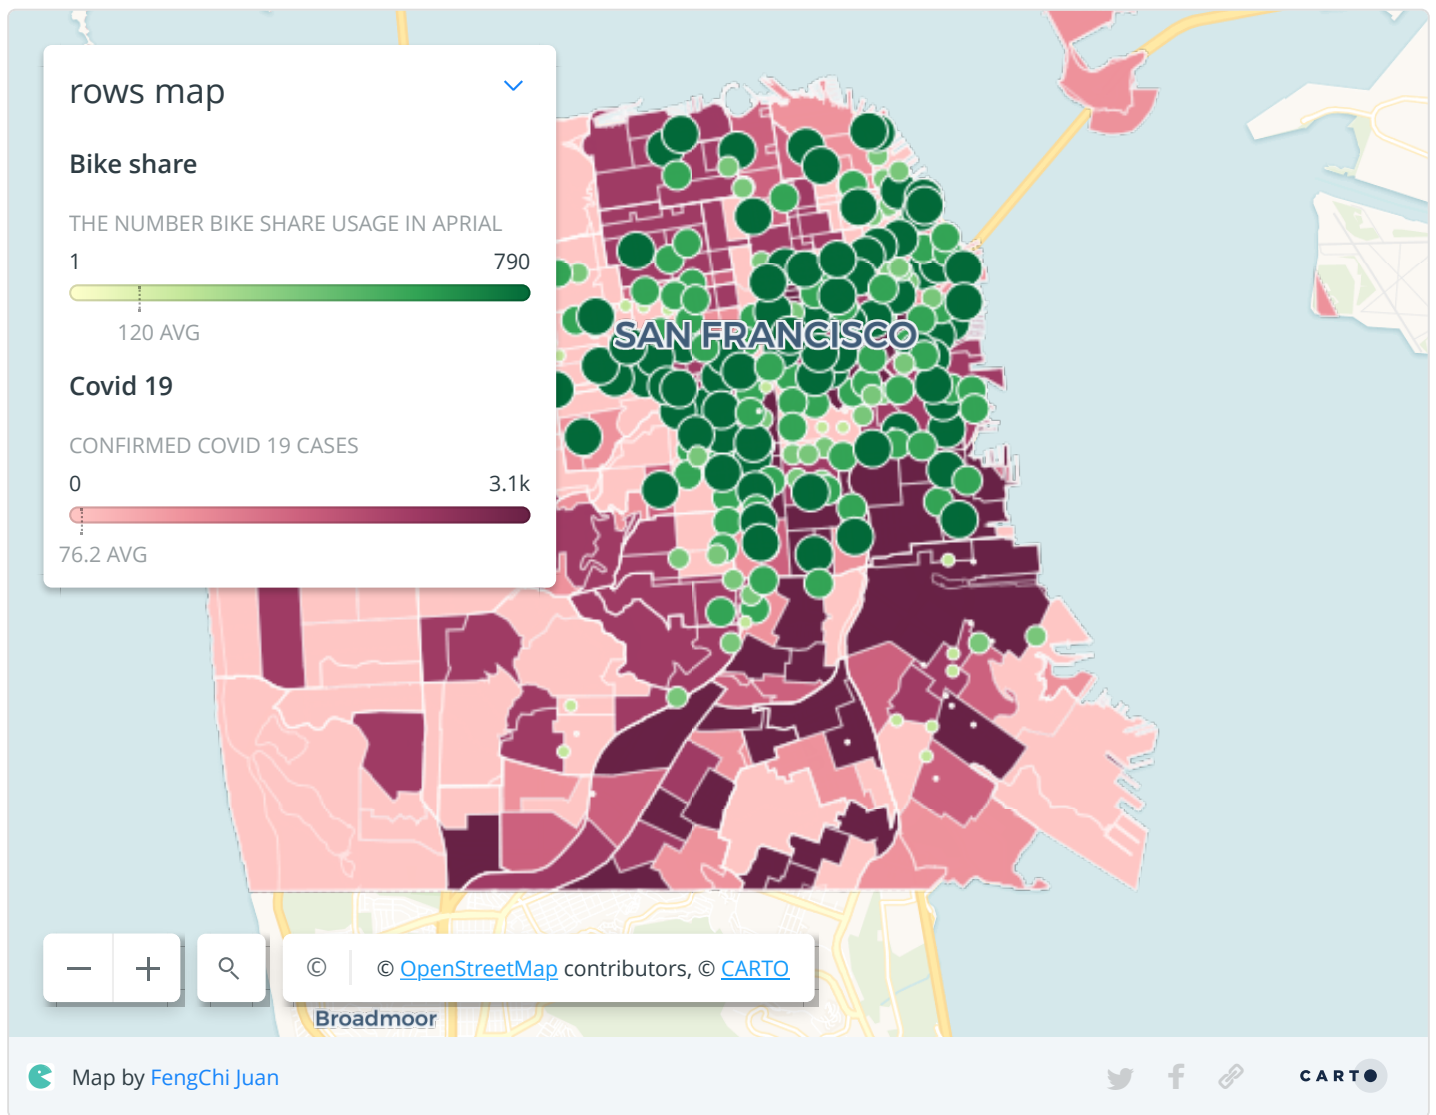 rows map
Bike share
THE NUMBER BIKE SHARE USAGE IN APRIAL
1 790
120 AVG
Covid 19
CONFIRMED COVID 19 CASES
0 3.1k
76.2 AVG
SAN FRANCISCO
© © OpenStreetMap contributors, © CARTO
Broadmoor
Map by FengChi Juan
CARTO